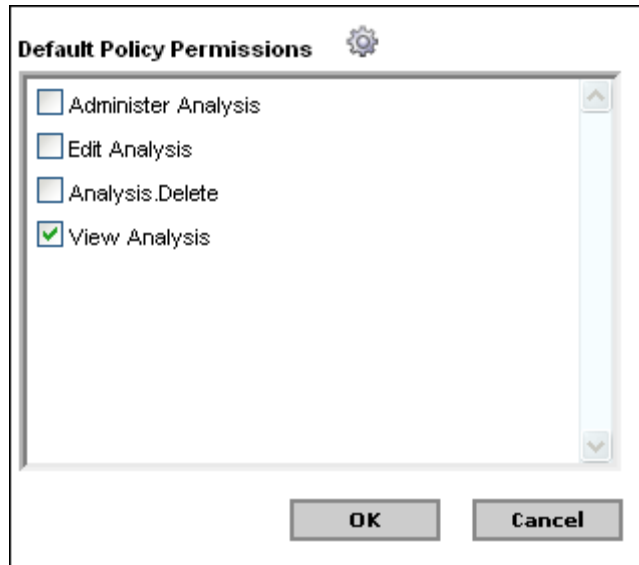 Default Policy Permissions
Administer Analysis
Edit Analysis
Analysis.Delete
View Analysis
OK
Cancel